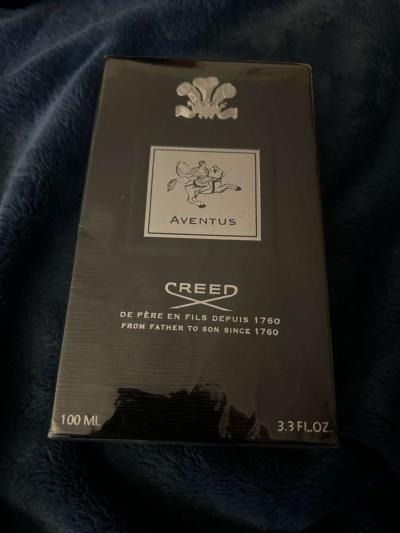 AVENTUS
CREED
DE PÈRE EN FILS DEPUIS 1760
FROM FATHER TO SON SINCE 1760
100 ML 3.3 FL.OZ.